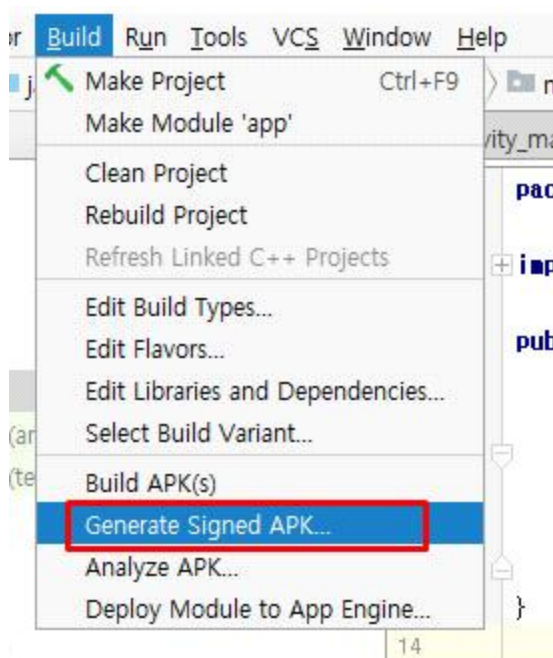 Build Run Tools VCS Window Help
Make Project Ctrl+F9
Make Module 'app'
Clean Project
Rebuild Project
Refresh Linked C++ Projects
Edit Build Types...
Edit Flavors...
Edit Libraries and Dependencies...
Select Build Variant...
Build APK(s)
Generate Signed APK...
Analyze APK...
Deploy Module to App Engine...
}
14